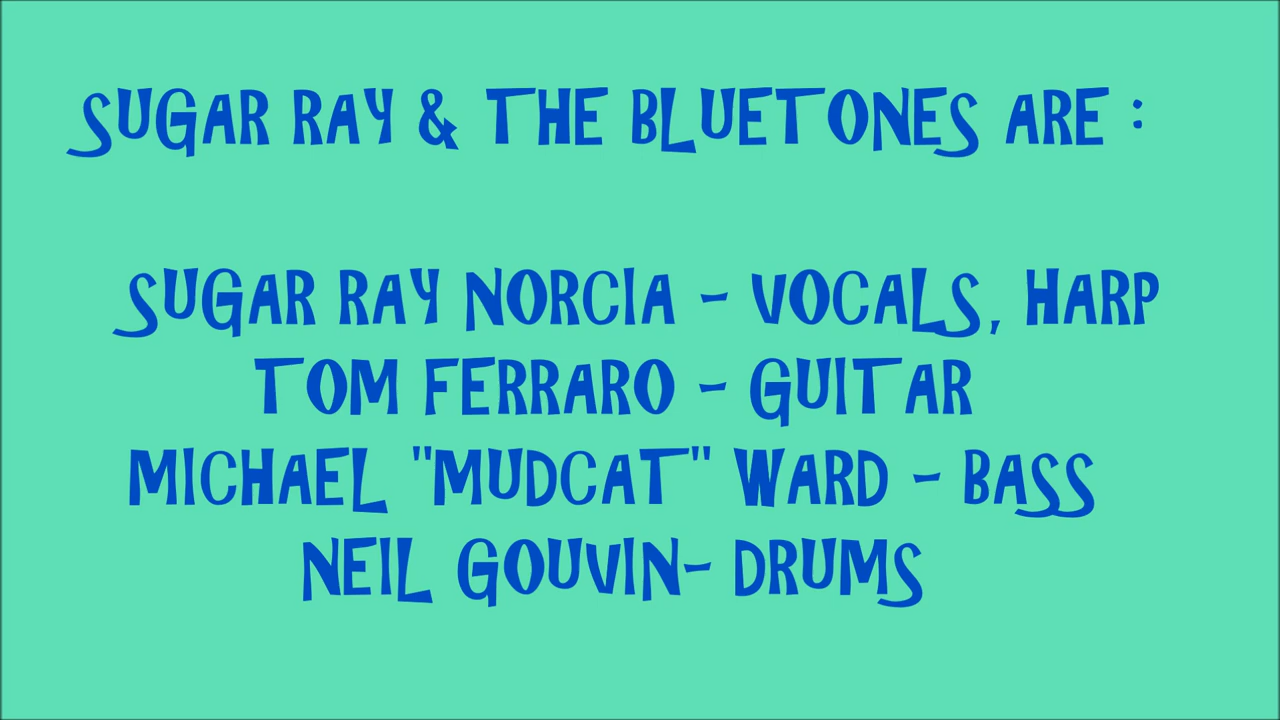 SUGAR RAY & THE BLUETONES ARE :
SUGAR RAY NORCIA - VOCALS, HARP
TOM FERRARO - GUITAR
MICHAEL "MUDCAT" WARD - BASS
NEIL GOUVIN- DRUMS